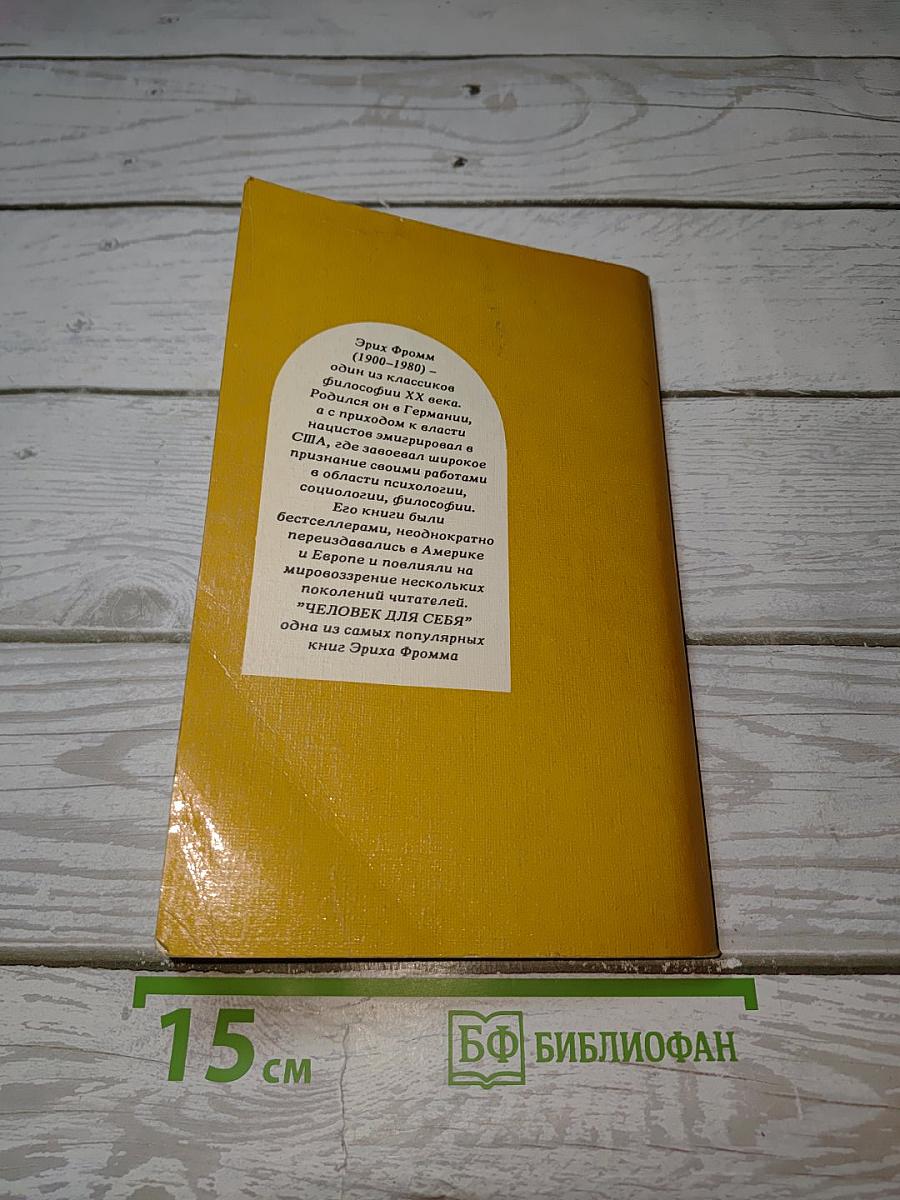 Эрих Фромм
(1900–1980) –
один из классиков
философии XX века.
Родился он в Германии,
а с приходом к власти
нацистов эмигрировал в
США, где завоевал широкое
признание своими работами
в области психологии,
социологии, философии.
Его книги были
бестселлерами, неоднократно
переиздавались в Америке
и Европе и повлияли на
мировоззрение нескольких
поколений читателей.
"ЧЕЛОВЕК ДЛЯ СЕБЯ"
одна из самых популярных
книг Эриха Фромма
15 см
БФ БИБЛИОФАН